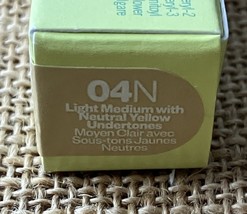 04N
Light Medium with
Neutral Yellow
Undertones
Moyen Clair avec
Sous-tons Jaunes
Neutres